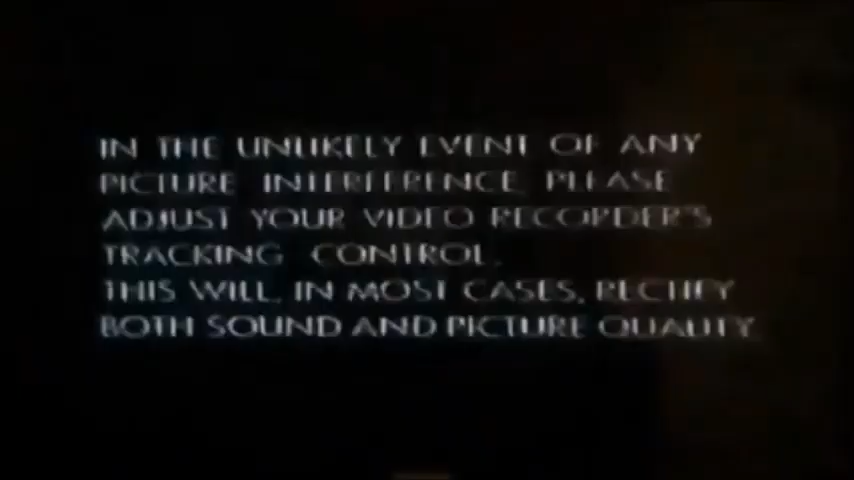 IN THE UNLIKELY EVENT OF ANY
PICTURE INTERFERENCE PLEASE
ADJUST YOUR VIDEO RECORDER'S
TRACKING CONTROL.
THIS WILL, IN MOST CASES, RECTIFY
BOTH SOUND AND PICTURE QUALITY.